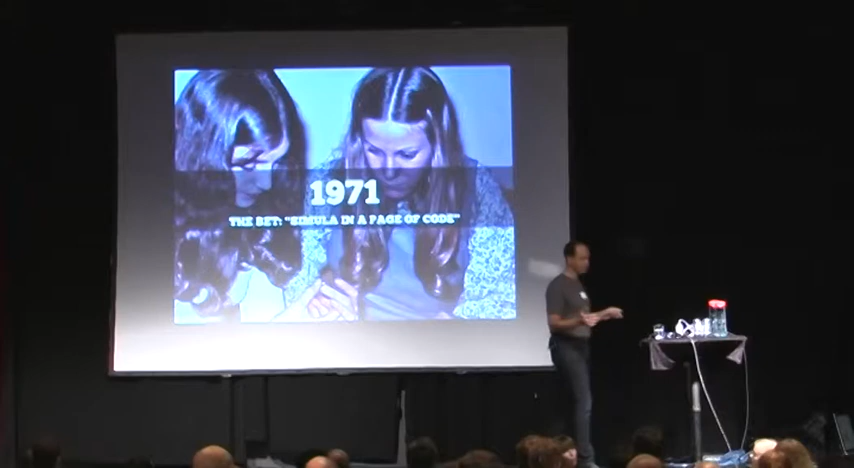 1971
THE BET: "SIMULA IN A PAGE OF CODE"